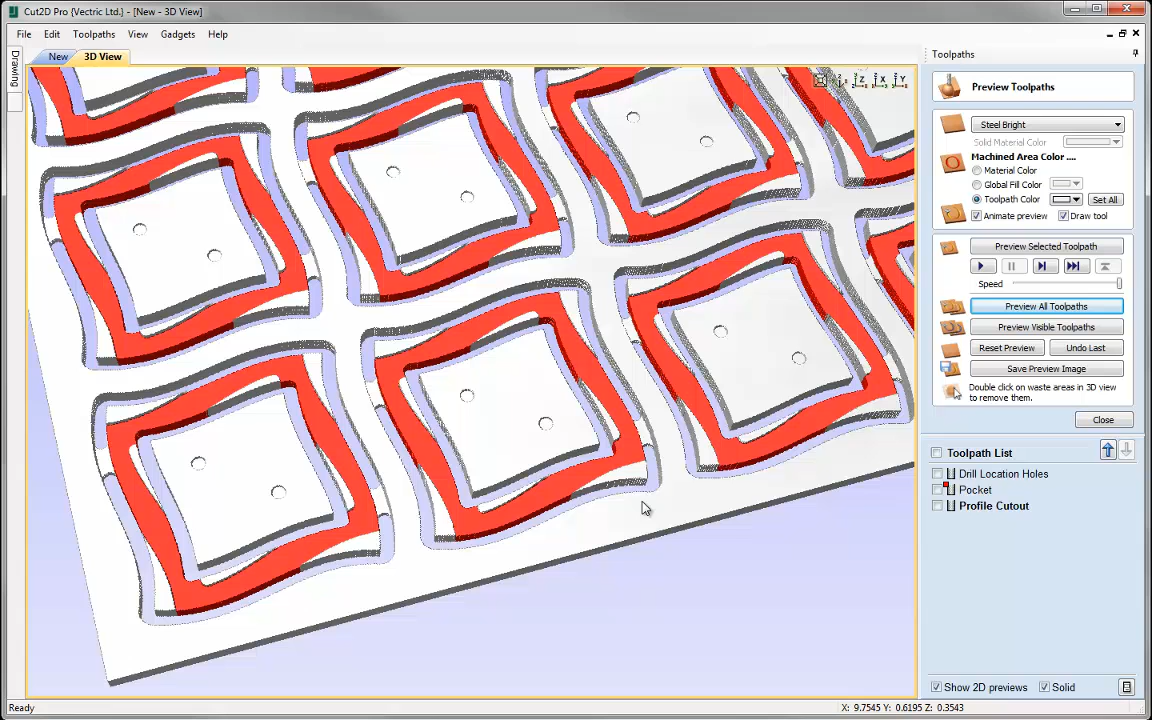 Cut2D Pro {Vectric Ltd.} - [New - 3D View]
File Edit Toolpaths View Gadgets Help
New 3D View
Drawing
Z X Y
Toolpaths
Preview Toolpaths
Steel Bright
Solid Material Color
Machined Area Color ....
Material Color
Global Fill Color
Toolpath Color Set All
Animate preview Draw tool
Preview Selected Toolpath
Speed
Preview All Toolpaths
Preview Visible Toolpaths
Reset Preview Undo Last
Save Preview Image
Double click on waste areas in 3D view
to remove them.
Close
Toolpath List
Drill Location Holes
Pocket
Profile Cutout
Show 2D previews Solid
Ready
X: 9.7545 Y: 0.6195 Z: 0.3543